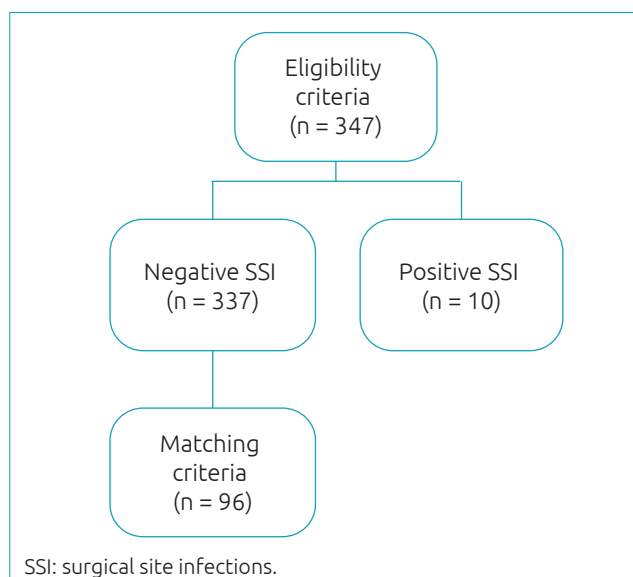 Eligibility
criteria
(n = 347)
Negative SSI
(n = 337)
Positive SSI
(n = 10)
Matching
criteria
(n = 96)
SSI: surgical site infections.